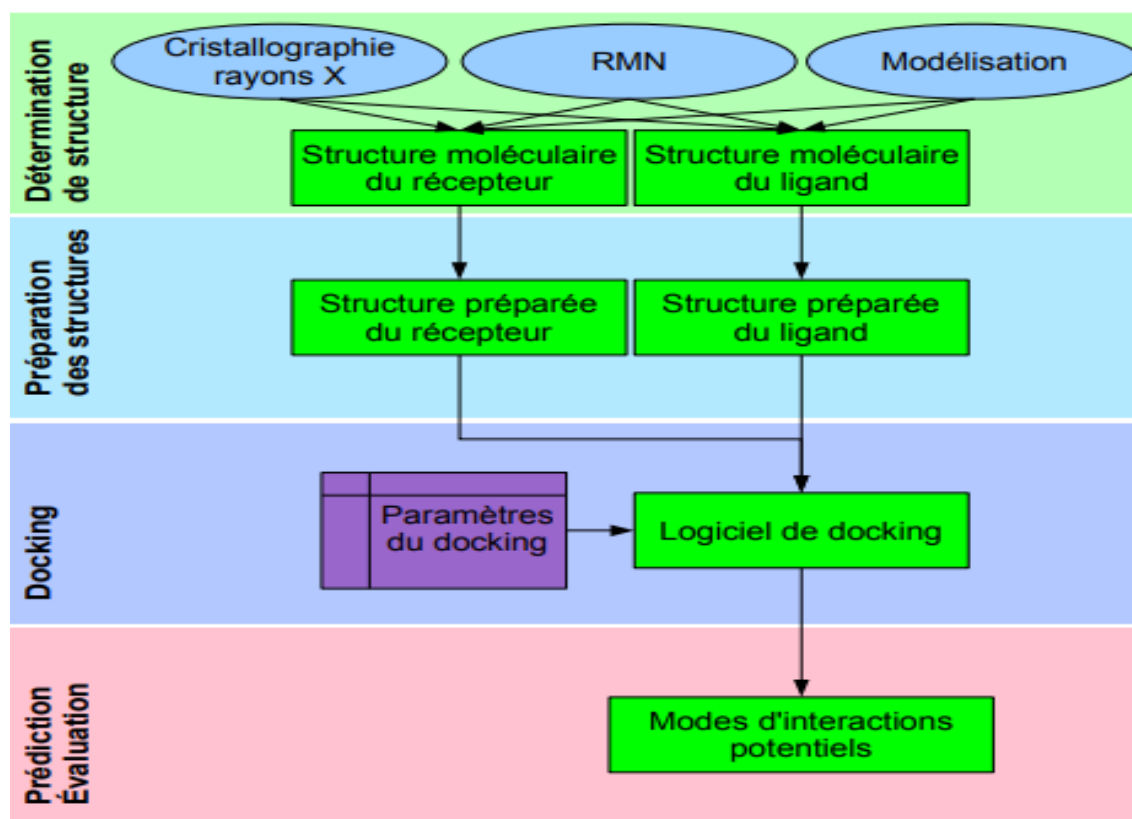 Détermination
de structure
Cristallographie
rayons X
RMN
Modélisation
Structure moléculaire
du récepteur
Structure moléculaire
du ligand
Préparation
des structures
Structure préparée
du récepteur
Structure préparée
du ligand
Docking
Paramètres
du docking
Logiciel de docking
Prédiction
Évaluation
Modes d'interactions
potentiels